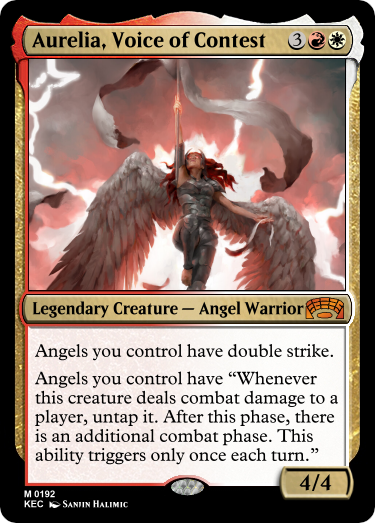 Aurelia, Voice of Contest 3
Legendary Creature — Angel Warrior
Angels you control have double strike.
Angels you control have “Whenever
this creature deals combat damage to a
player, untap it. After this phase, there
is an additional combat phase. This
ability triggers only once each turn.”
4/4
M 0192
KEC Sanjin Halimic